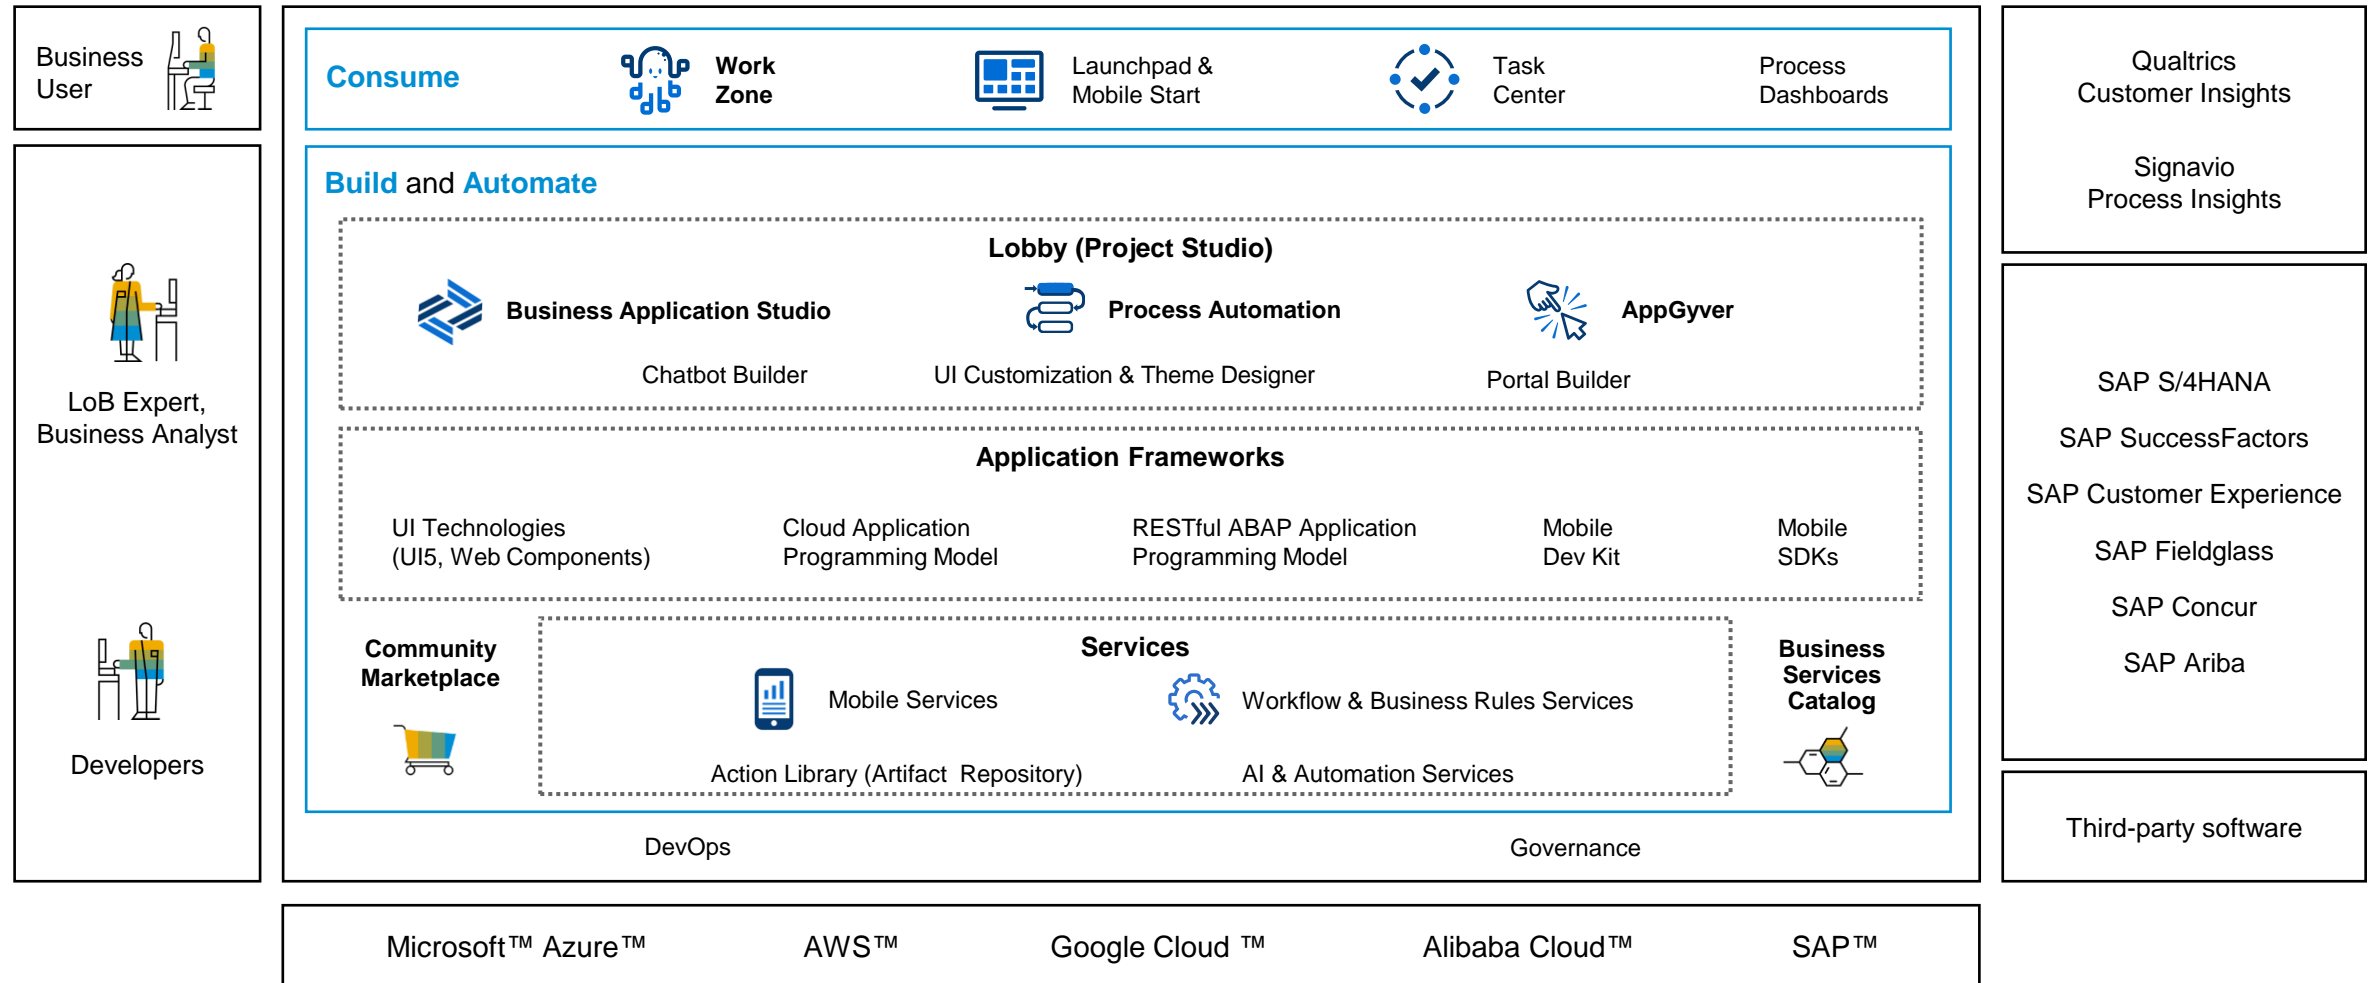 Business
User
Consume
Work
Zone
Launchpad &
Mobile Start
Task
Center
Process
Dashboards
Qualtrics
Customer Insights
Signavio
Process Insights
Build and Automate
Lobby (Project Studio)
Business Application Studio
Process Automation
AppGyver
Chatbot Builder
UI Customization & Theme Designer
Portal Builder
LoB Expert,
Business Analyst
Application Frameworks
UI Technologies
(UI5, Web Components)
Cloud Application
Programming Model
RESTful ABAP Application
Programming Model
Mobile
Dev Kit
Mobile
SDKs
SAP S/4HANA
SAP SuccessFactors
SAP Customer Experience
SAP Fieldglass
SAP Concur
SAP Ariba
Developers
Community
Marketplace
Services
Mobile Services
Workflow & Business Rules Services
Action Library (Artifact Repository)
AI & Automation Services
Business
Services
Catalog
Third-party software
DevOps
Governance
Microsoft™ Azure™
AWS™
Google Cloud ™
Alibaba Cloud™
SAP™